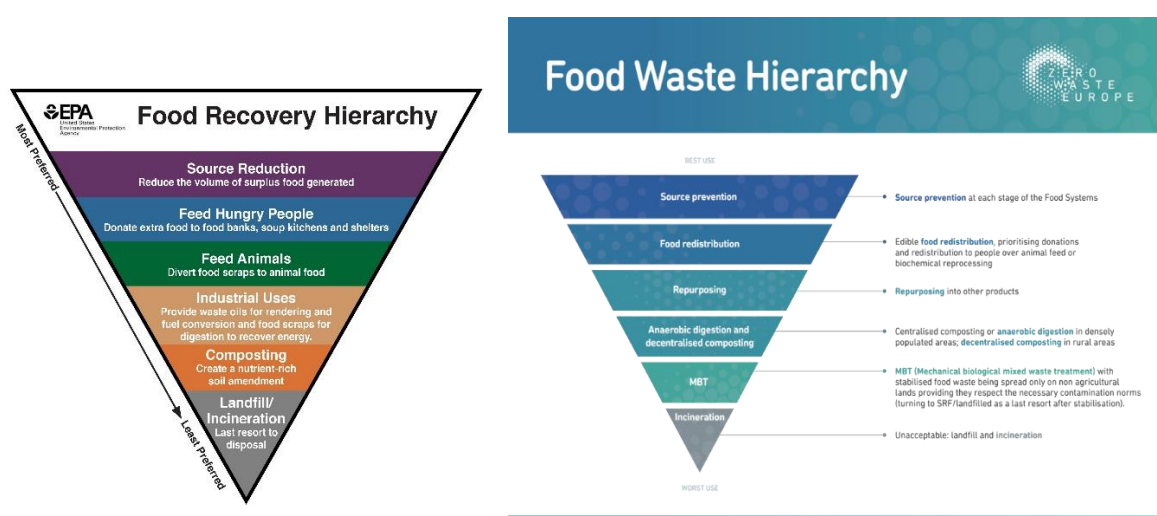 EPA
United States
Environmental Protection
Agency
Food Recovery Hierarchy
Most Preferred
Source Reduction
Reduce the volume of surplus food generated
Feed Hungry People
Donate extra food to food banks, soup kitchens and shelters
Feed Animals
Divert food scraps to animal food
Industrial Uses
Provide waste oils for rendering and
fuel conversion and food scraps for
digestion to recover energy.
Composting
Create a nutrient-rich
soil amendment
Landfill/
Incineration
Last resort to
disposal
Least Preferred
Food Waste Hierarchy
ZERO
WASTE
EUROPE
BEST USE
Source prevention
Source prevention at each stage of the Food Systems
Food redistribution
Edible food redistribution, prioritising donations
and redistribution to people over animal feed or
biochemical reprocessing
Repurposing
Repurposing into other products
Anaerobic digestion and
decentralised composting
Centralised composting or anaerobic digestion in densely
populated areas; decentralised composting in rural areas
MBT
MBT (Mechanical biological mixed waste treatment) with
stabilised food waste being spread only on non agricultural
lands providing they respect the necessary contamination norms
(turning to SRF/landfilled as a last resort after stabilisation).
Incineration
Unacceptable: landfill and incineration
WORST USE